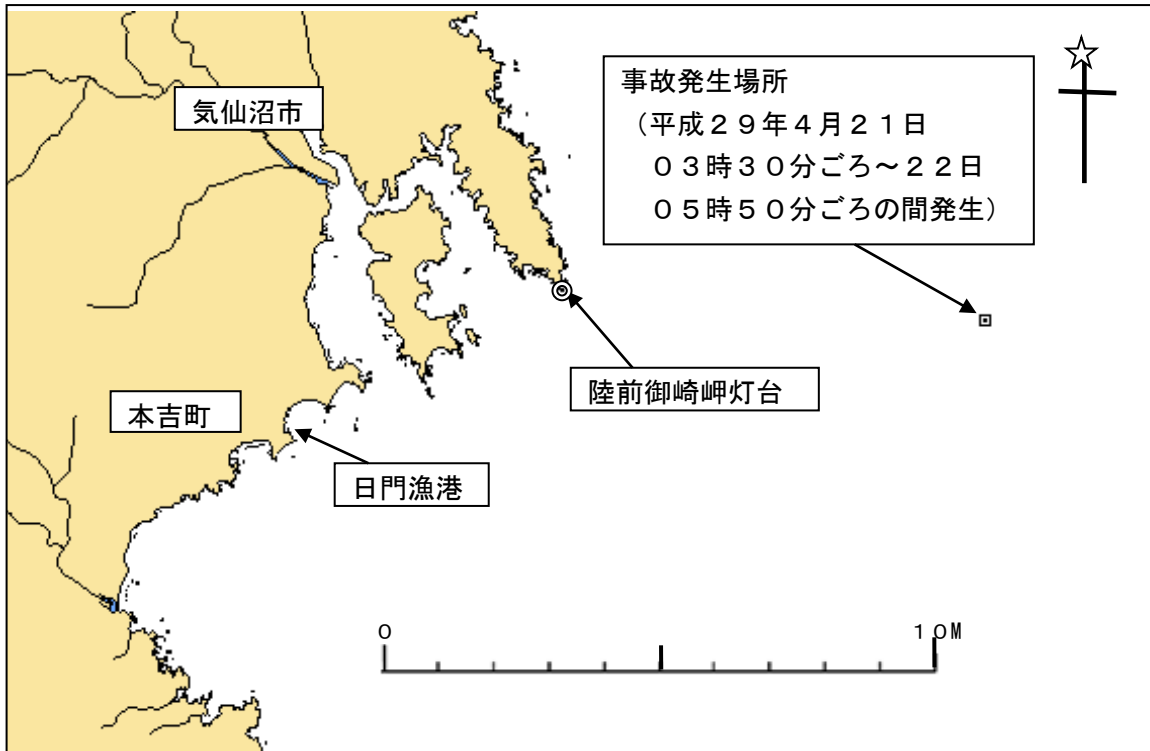 気仙沼市
事故発生場所
（平成２９年４月２１日
０３時３０分ごろ～２２日
０５時５０分ごろの間発生）
陸前御崎岬灯台
本吉町
日門漁港
０ １０Ｍ